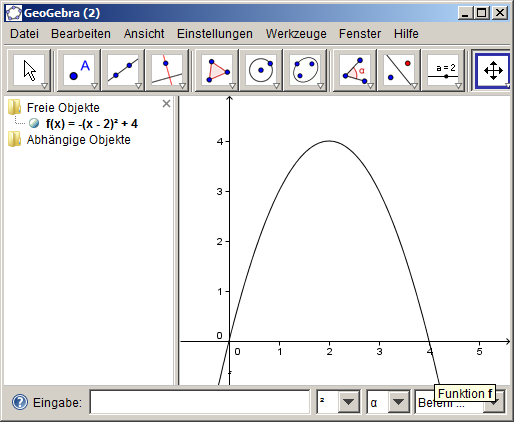 GeoGebra (2)
Datei Bearbeiten Ansicht Einstellungen Werkzeuge Fenster Hilfe
A α a = 2
Freie Objekte
f(x) = -(x - 2)² + 4
Abhängige Objekte
4
3
2
1
0
0 1 2 3 4 5
Eingabe: ² α Befehl ...
Funktion f